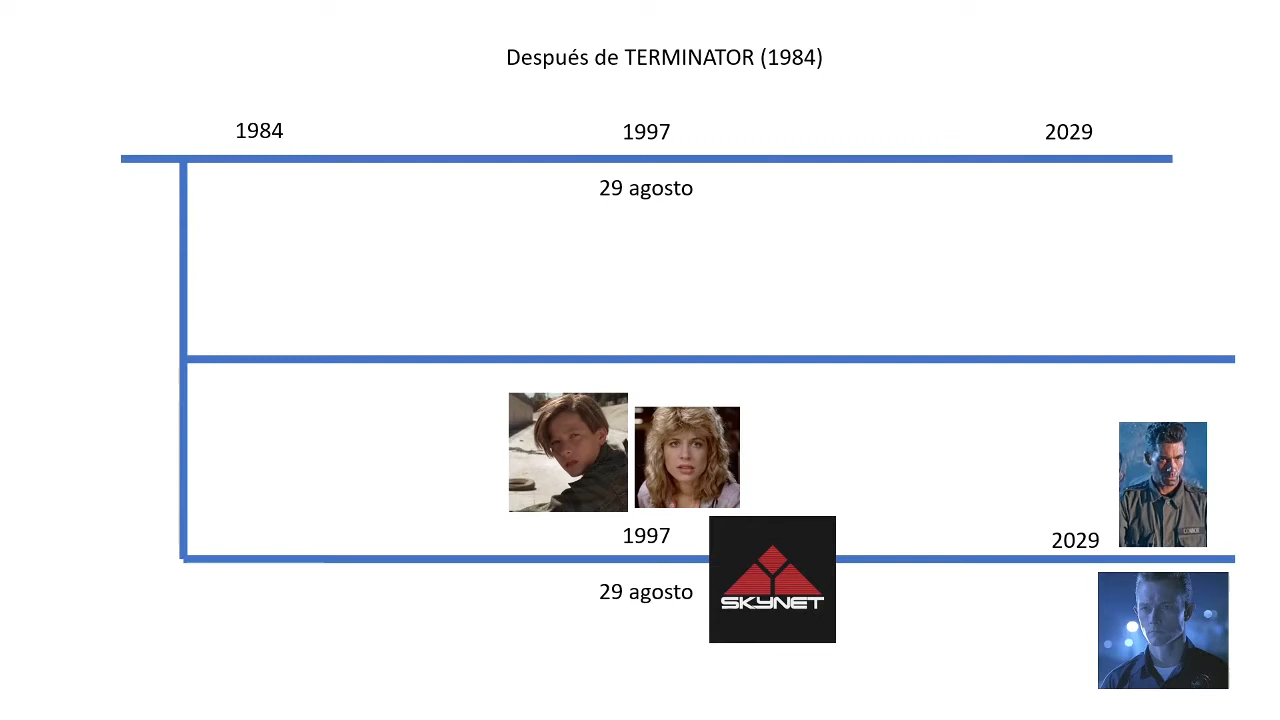 Después de TERMINATOR (1984)
1984
1997
2029
29 agosto
1997
2029
29 agosto
SKYNET